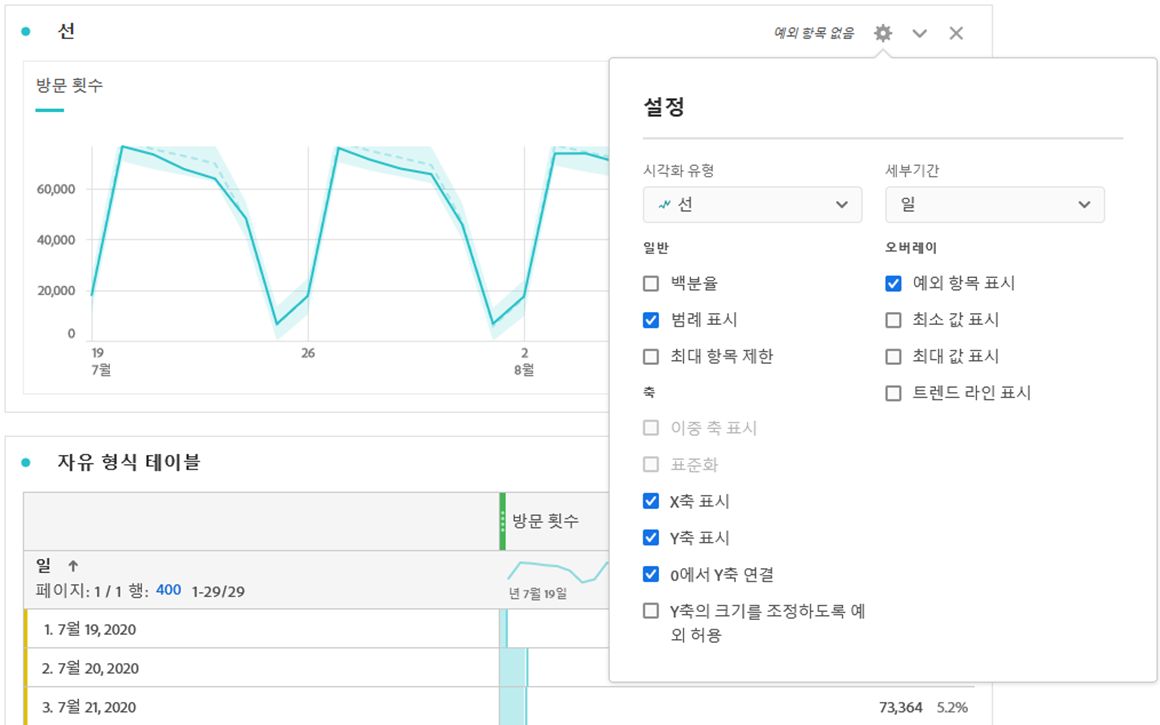 선
예외 항목 없음
방문 횟수
60,000
40,000
20,000
0
19
7월
26
2
8월
설정
시각화 유형
세부기간
선
일
일반
오버레이
백분율
예외 항목 표시
범례 표시
최소 값 표시
최대 항목 제한
최대 값 표시
축
트렌드 라인 표시
이중 축 표시
표준화
X축 표시
Y축 표시
0에서 Y축 연결
Y축의 크기를 조정하도록 예
외 허용
자유 형식 테이블
방문 횟수
일
페이지: 1 / 1 행: 400 1-29/29
년 7월 19일
1. 7월 19, 2020
2. 7월 20, 2020
3. 7월 21, 2020
73,364 5.2%